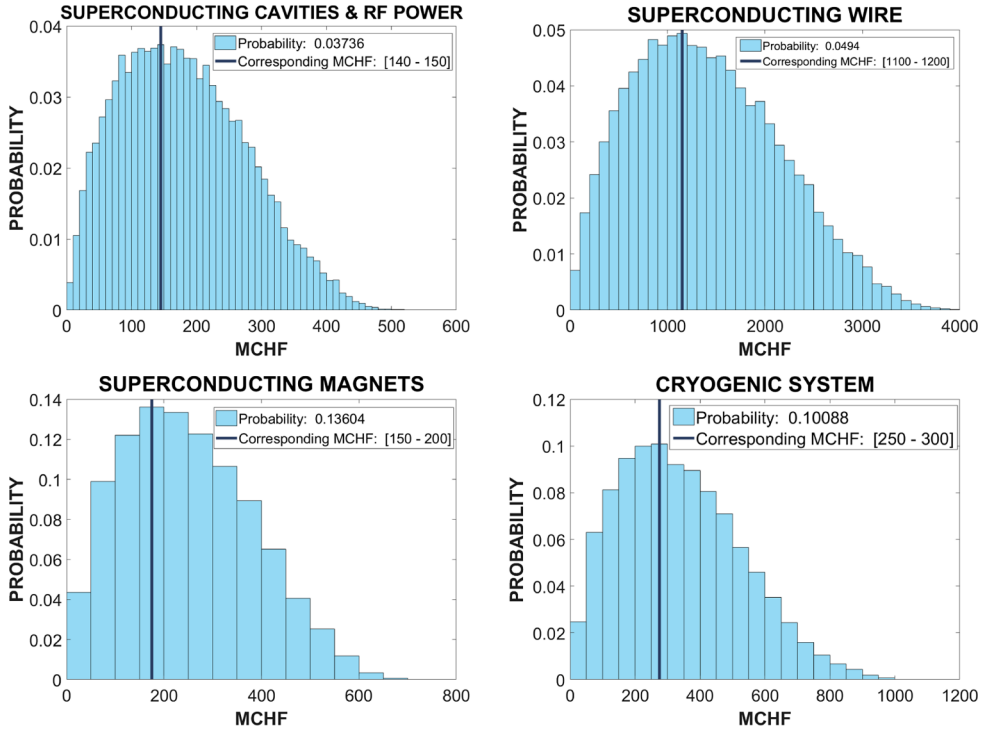 SUPERCONDUCTING CAVITIES & RF POWER
Probability: 0.03736
Corresponding MCHF: [140 - 150]
PROBABILITY
0.04
0.03
0.02
0.01
0
0 100 200 300 400 500 600
MCHF
SUPERCONDUCTING WIRE
Probability: 0.0494
Corresponding MCHF: [1100 - 1200]
PROBABILITY
0.05
0.04
0.03
0.02
0.01
0
0 1000 2000 3000 4000
MCHF
SUPERCONDUCTING MAGNETS
Probability: 0.13604
Corresponding MCHF: [150 - 200]
PROBABILITY
0.14
0.12
0.1
0.08
0.06
0.04
0.02
0
0 200 400 600 800
MCHF
CRYOGENIC SYSTEM
Probability: 0.10088
Corresponding MCHF: [250 - 300]
PROBABILITY
0.12
0.1
0.08
0.06
0.04
0.02
0
0 200 400 600 800 1000 1200
MCHF